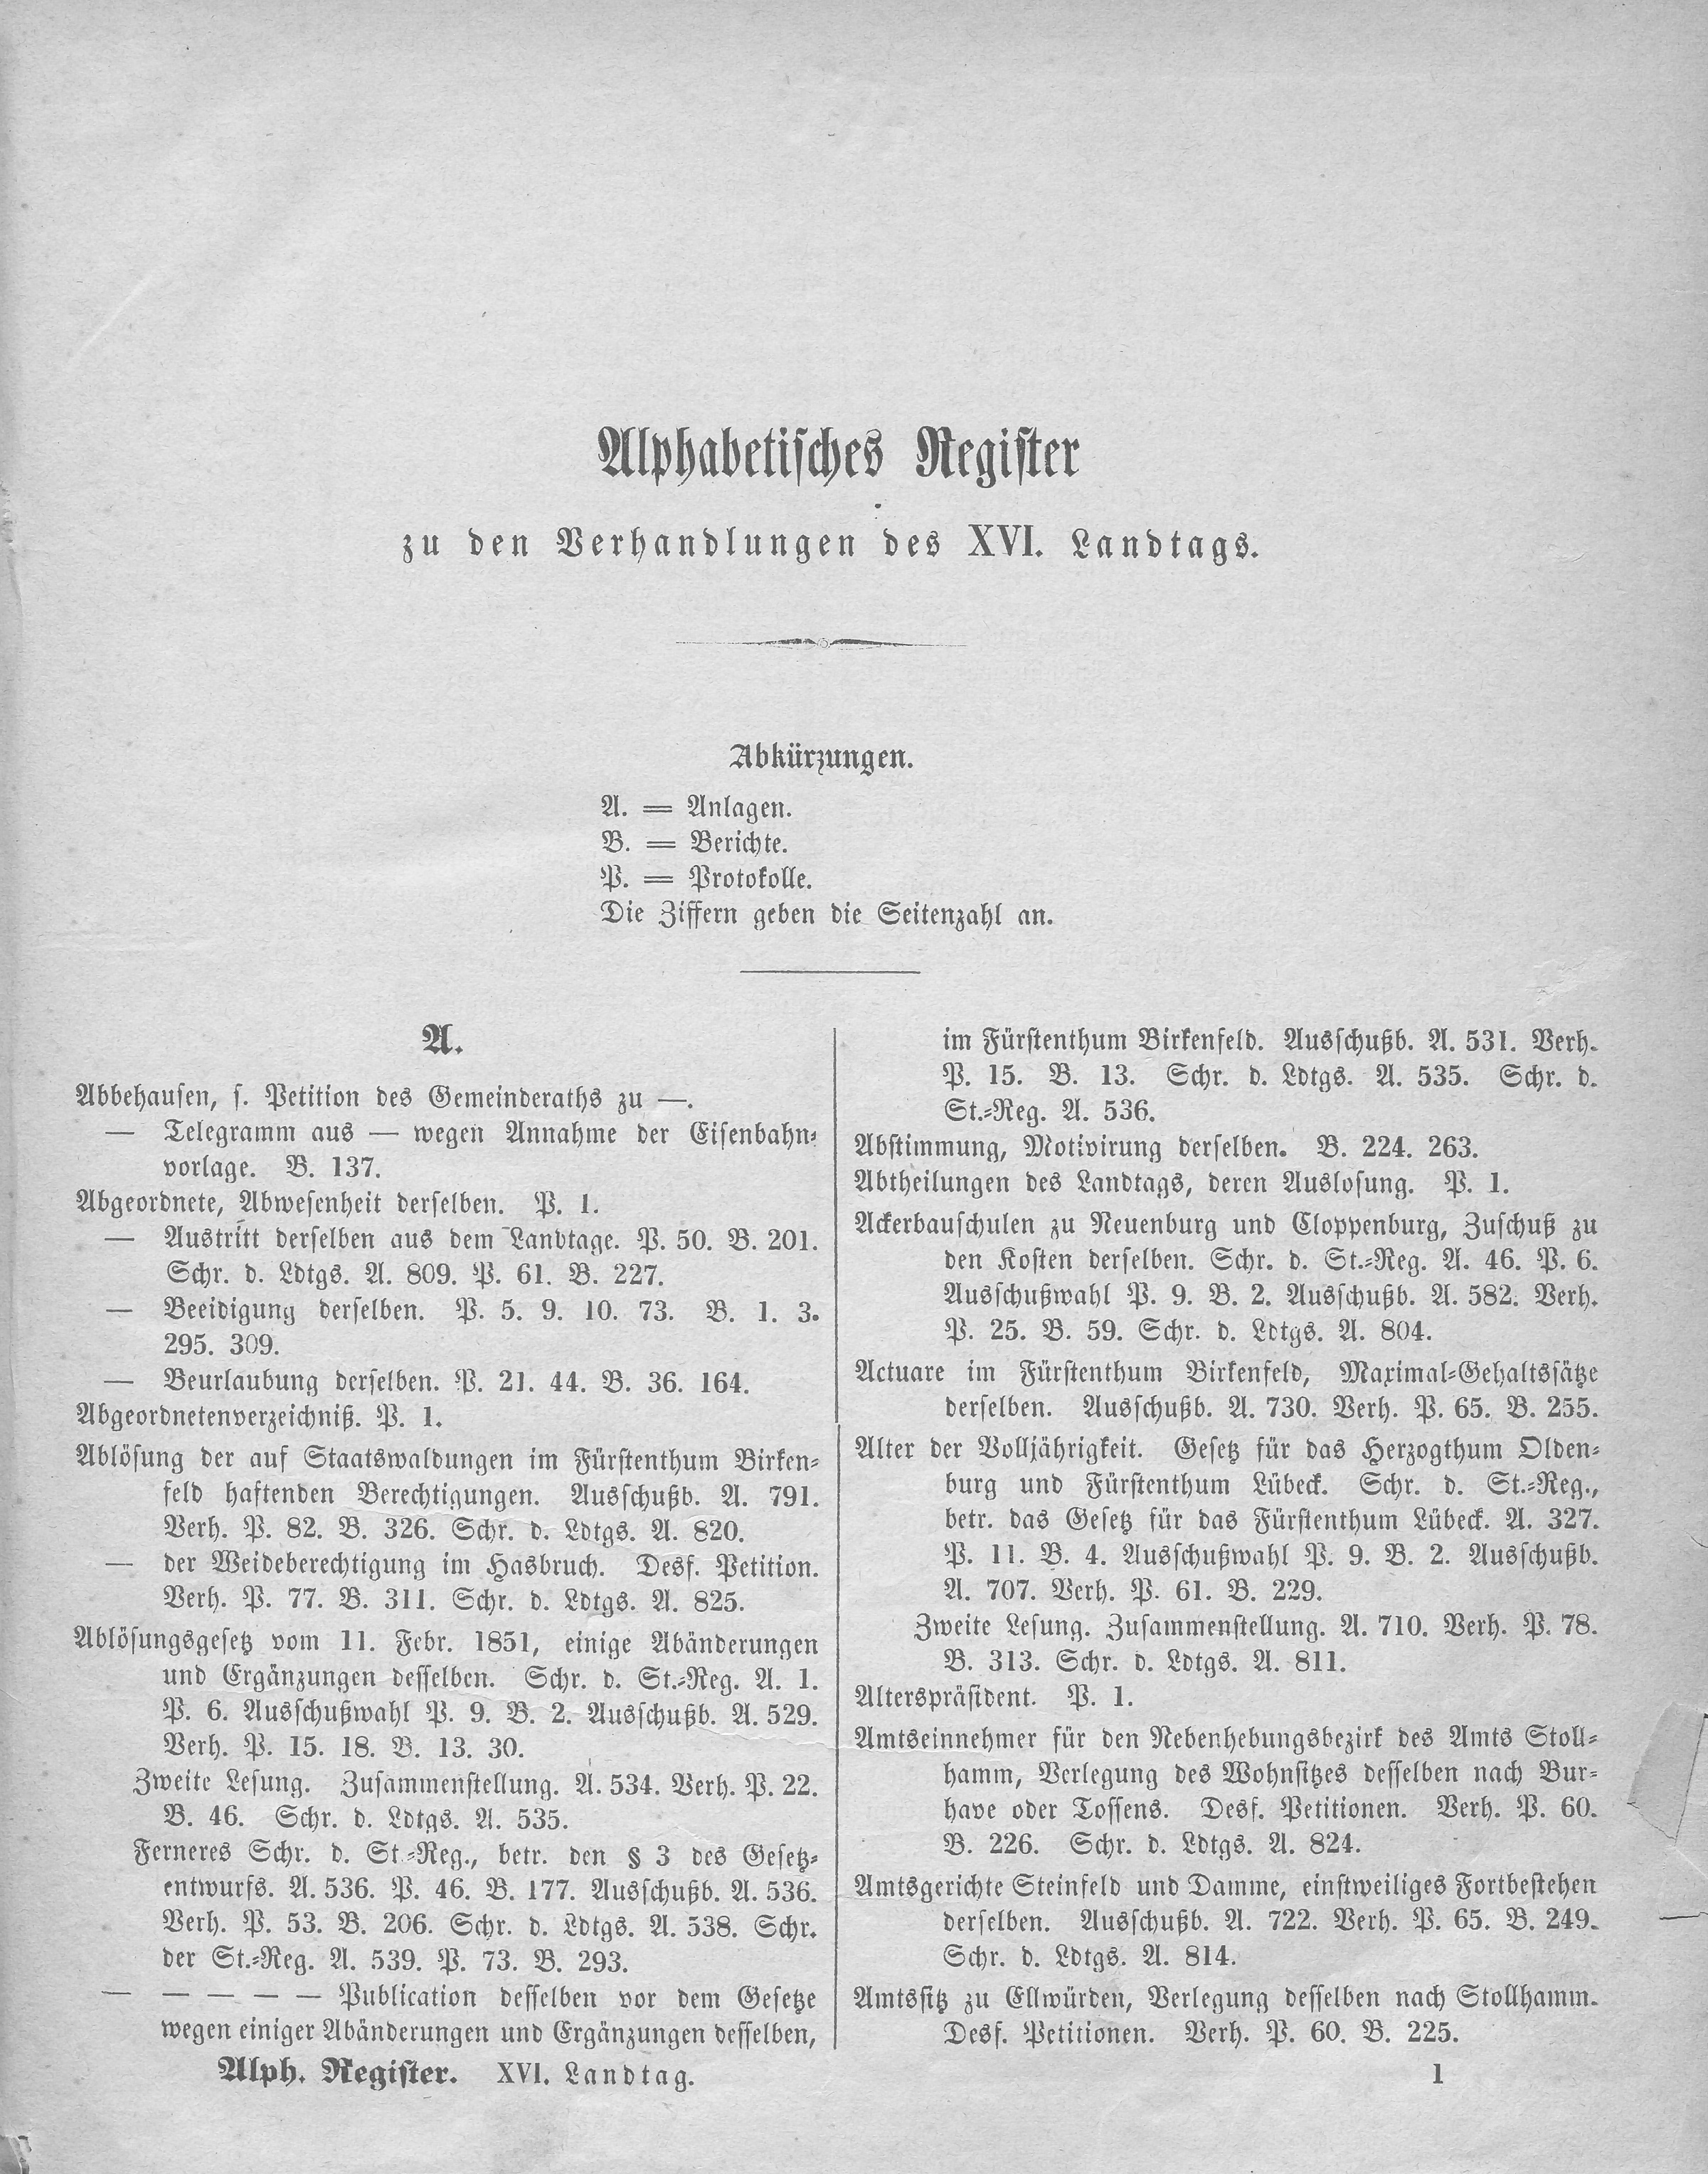 Alphabetisches Register
zu den Verhandlungen des XVI. Landtags.
Abkürzungen.
A. = Anlagen.
B. = Berichte.
P. = Protokolle.
Die Ziffern geben die Seitenzahl an.
A.
Abbehausen, s. Petition des Gemeinderaths zu —.
— Telegramm aus — wegen Annahme der Eisenbahn-
vorlage. B. 137.
Abgeordnete, Abwesenheit derselben. P. 1.
— Austritt derselben aus dem Landtage. P. 50. B. 201.
Schr. d. Ldtgs. A. 809. P. 61. B. 227.
— Beeidigung derselben. P. 5. 9. 10. 73. B. 1. 3.
295. 309.
— Beurlaubung derselben. P. 21. 44. B. 36. 164.
Abgeordnetenverzeichniß. P. 1.
Ablösung der auf Staatswaldungen im Fürstenthum Birken-
feld haftenden Berechtigungen. Ausschußb. A. 791.
Verh. P. 82. B. 326. Schr. d. Ldtgs. A. 820.
— der Weideberechtigung im Hasbruch. Desf. Petition.
Verh. P. 77. B. 311. Schr. d. Ldtgs. A. 825.
Ablösungsgesetz vom 11. Febr. 1851, einige Abänderungen
und Ergänzungen desselben. Schr. d. St.-Reg. A. 1.
P. 6. Ausschußwahl P. 9. B. 2. Ausschußb. A. 529.
Verh. P. 15. 18. B. 13. 30.
Zweite Lesung. Zusammenstellung. A. 534. Verh. P. 22.
B. 46. Schr. d. Ldtgs. A. 535.
Ferneres Schr. d. St.-Reg., betr. den § 3 des Gesetz-
entwurfs. A. 536. P. 46. B. 177. Ausschußb. A. 536.
Verh. P. 53. B. 206. Schr. d. Ldtgs. A. 538. Schr.
der St.-Reg. A. 539. P. 73. B. 293.
— — — — — Publication desselben vor dem Gesetze
wegen einiger Abänderungen und Ergänzungen desselben,
im Fürstenthum Birkenfeld. Ausschußb. A. 531. Verh.
P. 15. B. 13. Schr. d. Ldtgs. A. 535. Schr. d.
St.-Reg. A. 536.
Abstimmung, Motivirung derselben. B. 224. 263.
Abtheilungen des Landtags, deren Auslosung. P. 1.
Ackerbauschulen zu Neuenburg und Cloppenburg, Zuschuß zu
den Kosten derselben. Schr. d. St.-Reg. A. 46. P. 6.
Ausschußwahl P. 9. B. 2. Ausschußb. A. 582. Verh.
P. 25. B. 59. Schr. d. Ldtgs. A. 804.
Actuare im Fürstenthum Birkenfeld, Maximal-Gehaltssätze
derselben. Ausschußb. A. 730. Verh. P. 65. B. 255.
Alter der Volljährigkeit. Gesetz für das Herzogthum Olden-
burg und Fürstenthum Lübeck. Schr. d. St.-Reg.,
betr. das Gesetz für das Fürstenthum Lübeck. A. 327.
P. 11. B. 4. Ausschußwahl P. 9. B. 2. Ausschußb.
A. 707. Verh. P. 61. B. 229.
Zweite Lesung. Zusammenstellung. A. 710. Verh. P. 78.
B. 313. Schr. d. Ldtgs. A. 811.
Alterspräsident. P. 1.
Amtseinnehmer für den Nebenhebungsbezirk des Amts Stoll-
hamm, Verlegung des Wohnsitzes desselben nach Bur-
have oder Tossens. Desf. Petitionen. Verh. P. 60.
B. 226. Schr. d. Ldtgs. A. 824.
Amtsgerichte Steinfeld und Damme, einstweiliges Fortbestehen
derselben. Ausschußb. A. 722. Verh. P. 65. B. 249.
Schr. d. Ldtgs. A. 814.
Amtssitz zu Ellwürden, Verlegung desselben nach Stollhamm.
Desf. Petitionen. Verh. P. 60. B. 225.
Alph. Register. XVI. Landtag.
1